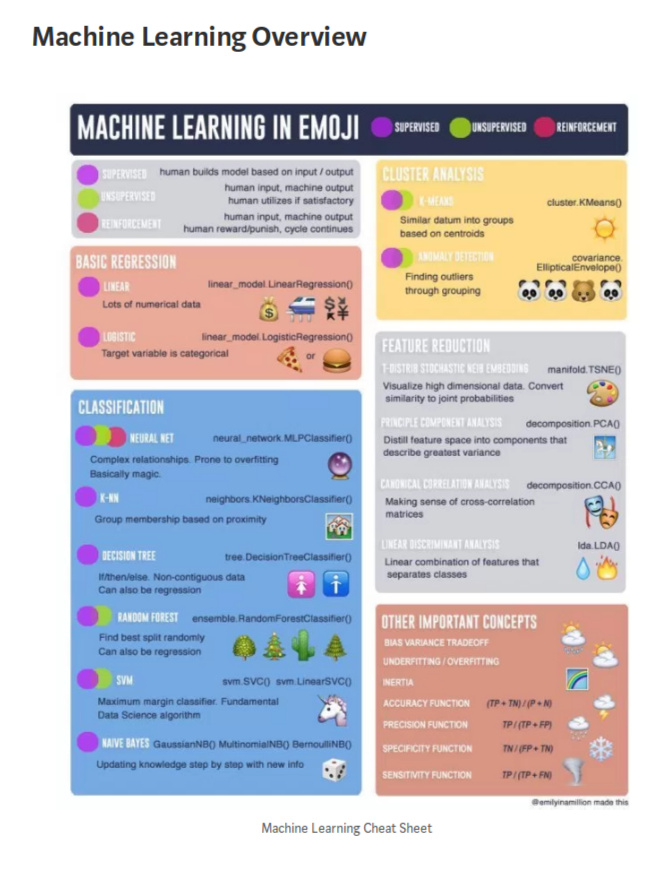 Machine Learning Overview
MACHINE LEARNING IN EMOJI
SUPERVISED
UNSUPERVISED
REINFORCEMENT
SUPERVISED human builds model based on input / output
UNSUPERVISED human input, machine output
human utilizes if satisfactory
REINFORCEMENT human input, machine output
human reward/punish, cycle continues
BASIC REGRESSION
LINEAR linear_model.LinearRegression()
Lots of numerical data
LOGISTIC linear_model.LogisticRegression()
Target variable is categorical
or
CLASSIFICATION
NEURAL NET neural_network.MLPClassifier()
Complex relationships. Prone to overfitting
Basically magic.
K-NN neighbors.KNeighborsClassifier()
Group membership based on proximity
DECISION TREE tree.DecisionTreeClassifier()
If/then/else. Non-contiguous data
Can also be regression
RANDOM FOREST ensemble.RandomForestClassifier()
Find best split randomly
Can also be regression
SVM svm.SVC() svm.LinearSVC()
Maximum margin classifier. Fundamental
Data Science algorithm
NAIVE BAYES GaussianNB() MultinomialNB() BernoulliNB()
Updating knowledge step by step with new info
CLUSTER ANALYSIS
K-MEANS cluster.KMeans()
Similar datum into groups
based on centroids
ANOMALY DETECTION covariance.
EllipticalEnvelope()
Finding outliers
through grouping
FEATURE REDUCTION
T-DISTRIB STOCHASTIC NEIB EMBEDDING manifold.TSNE()
Visualize high dimensional data. Convert
similarity to joint probabilities
PRINCIPLE COMPONENT ANALYSIS decomposition.PCA()
Distill feature space into components that
describe greatest variance
CANONICAL CORRELATION ANALYSIS decomposition.CCA()
Making sense of cross-correlation
matrices
LINEAR DISCRIMINANT ANALYSIS lda.LDA()
Linear combination of features that
separates classes
OTHER IMPORTANT CONCEPTS
BIAS VARIANCE TRADEOFF
UNDERFITTING / OVERFITTING
INERTIA
ACCURACY FUNCTION (TP + TN) / (P + N)
PRECISION FUNCTION TP / (TP + FP)
SPECIFICITY FUNCTION TN / (FP + TN)
SENSITIVITY FUNCTION TP / (TP + FN)
@emilyinamillion made this
Machine Learning Cheat Sheet